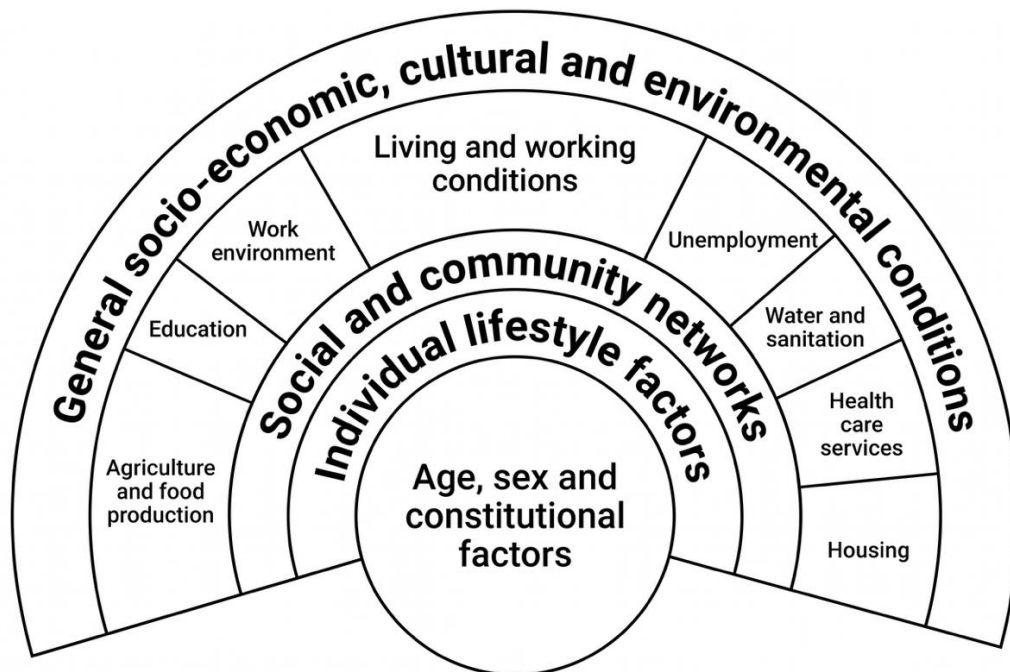 General socio-economic, cultural and environmental conditions
Living and working
conditions
Work
environment
Unemployment
Education
Water and
sanitation
Agriculture
and food
production
Health
care
services
Housing
Social and community networks
Individual lifestyle factors
Age, sex and
constitutional
factors